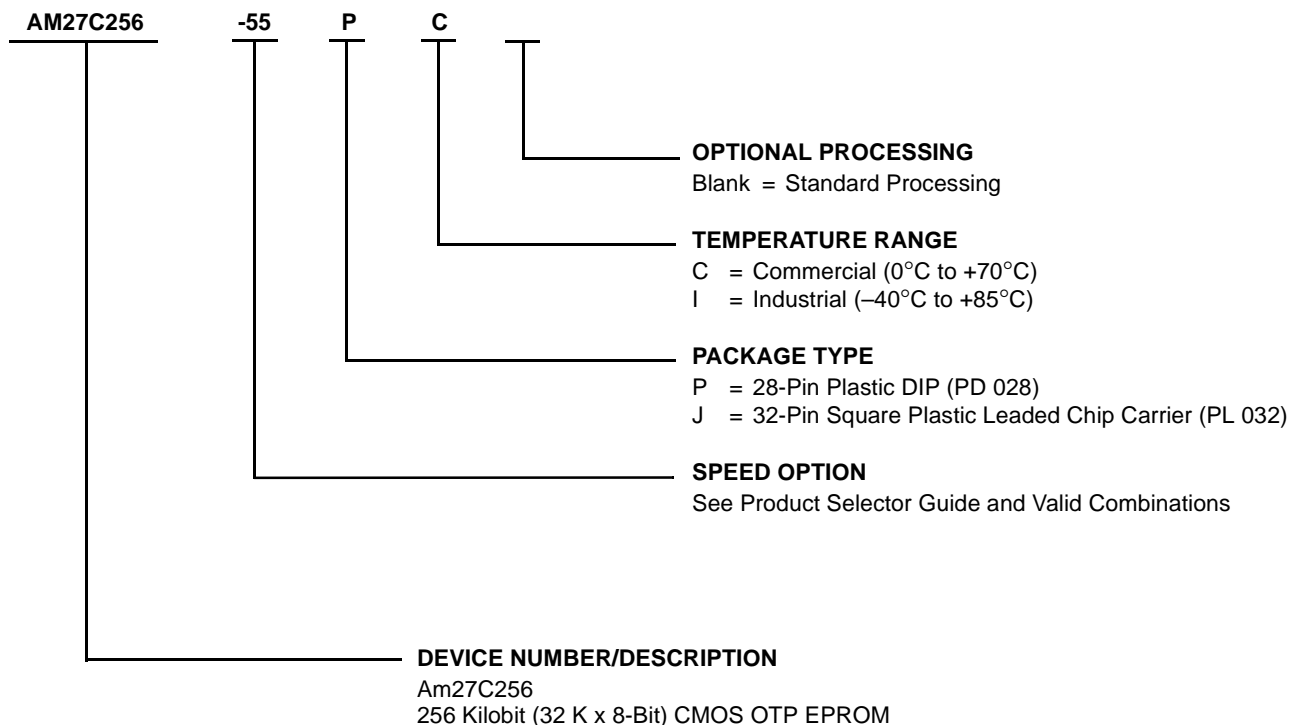 AM27C256 -55 P C
OPTIONAL PROCESSING
Blank = Standard Processing
TEMPERATURE RANGE
C = Commercial (0°C to +70°C)
I = Industrial (–40°C to +85°C)
PACKAGE TYPE
P = 28-Pin Plastic DIP (PD 028)
J = 32-Pin Square Plastic Leaded Chip Carrier (PL 032)
SPEED OPTION
See Product Selector Guide and Valid Combinations
DEVICE NUMBER/DESCRIPTION
Am27C256
256 Kilobit (32 K x 8-Bit) CMOS OTP EPROM